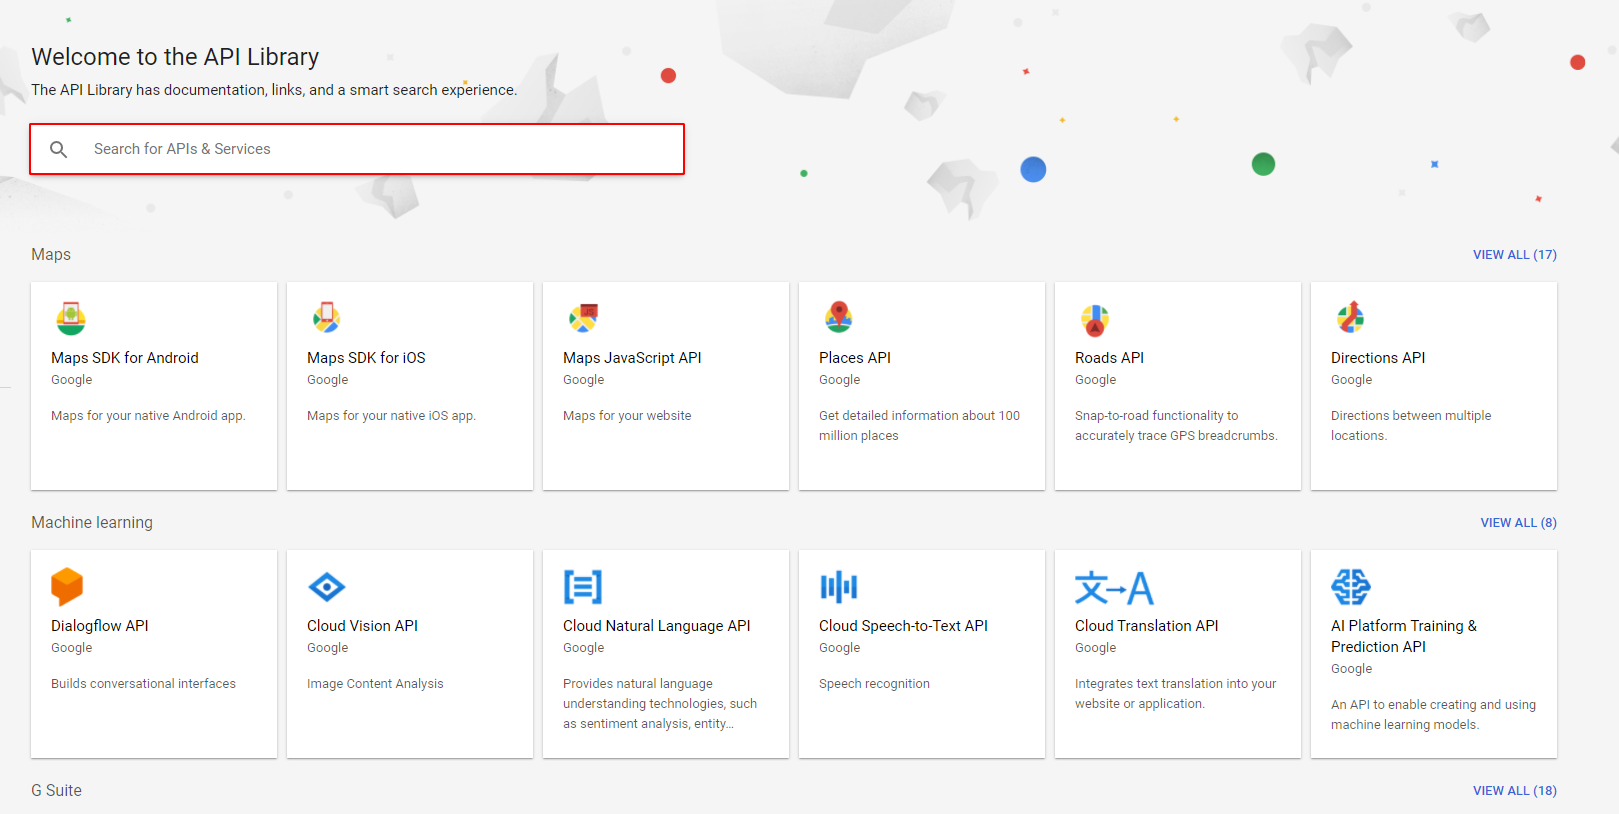 Welcome to the API Library
The API Library has documentation, links, and a smart search experience.
Search for APIs & Services
Maps
VIEW ALL (17)
Maps SDK for Android
Google
Maps for your native Android app.
Maps SDK for iOS
Google
Maps for your native iOS app.
JS
Maps JavaScript API
Google
Maps for your website
Places API
Google
Get detailed information about 100
million places
Roads API
Google
Snap-to-road functionality to
accurately trace GPS breadcrumbs.
Directions API
Google
Directions between multiple
locations.
Machine learning
VIEW ALL (8)
Dialogflow API
Google
Builds conversational interfaces
Cloud Vision API
Google
Image Content Analysis
Cloud Natural Language API
Google
Provides natural language
understanding technologies, such
as sentiment analysis, entity...
Cloud Speech-to-Text API
Google
Speech recognition
文→A
Cloud Translation API
Google
Integrates text translation into your
website or application.
AI Platform Training &
Prediction API
Google
An API to enable creating and using
machine learning models.
G Suite
VIEW ALL (18)